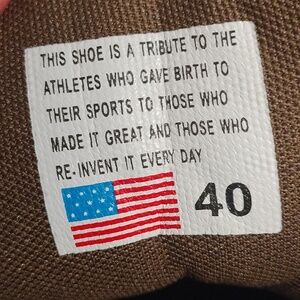 THIS SHOE IS A TRIBUTE TO THE
ATHLETES WHO GAVE BIRTH TO
THEIR SPORTS TO THOSE WHO
MADE IT GREAT AND THOSE WHO
RE-INVENT IT EVERY DAY
40